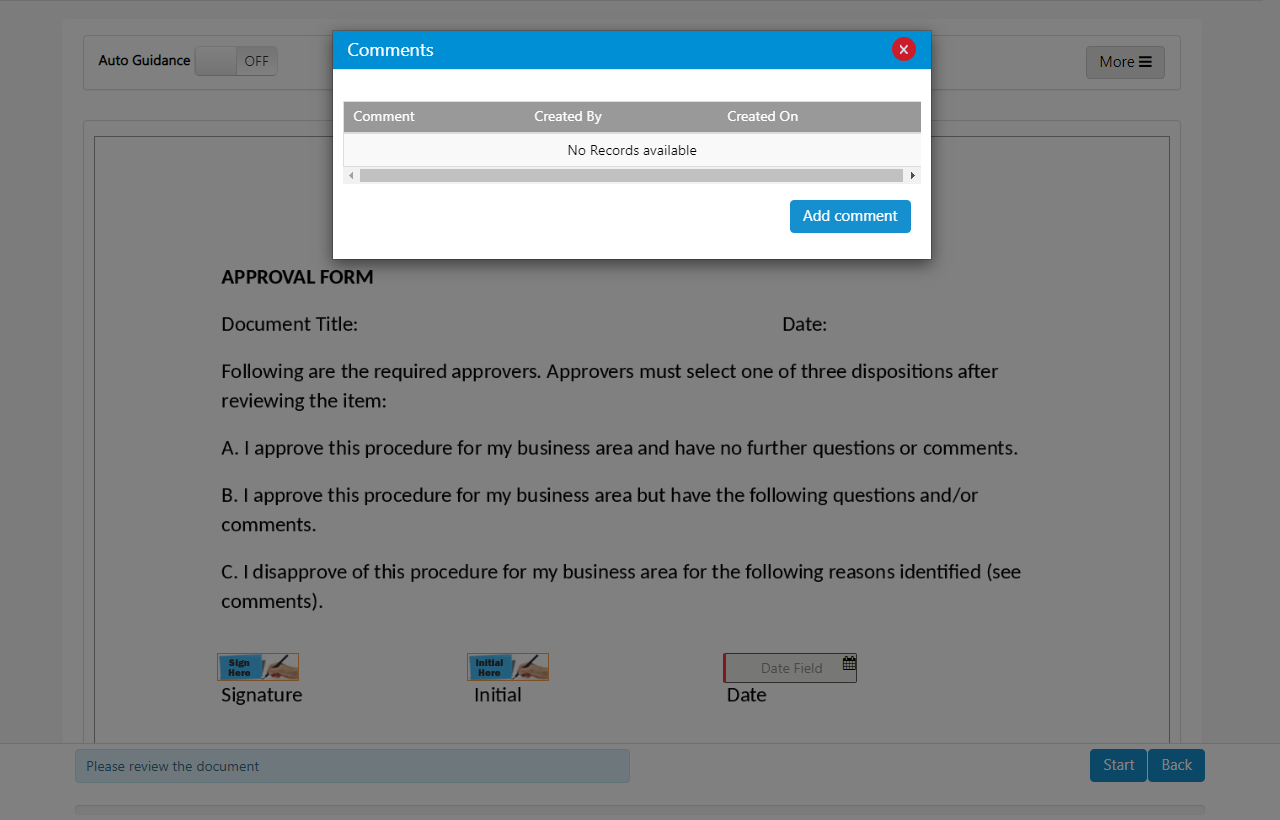 Comments
Auto Guidance OFF
More
Comment Created By Created On
No Records available
Add comment
APPROVAL FORM
Document Title: Date:
Following are the required approvers. Approvers must select one of three dispositions after
reviewing the item:
A. I approve this procedure for my business area and have no further questions or comments.
B. I approve this procedure for my business area but have the following questions and/or
comments.
C. I disapprove of this procedure for my business area for the following reasons identified (see
comments).
Sign
Here
Initial
Here
Date Field
Signature Initial Date
Please review the document
Start Back